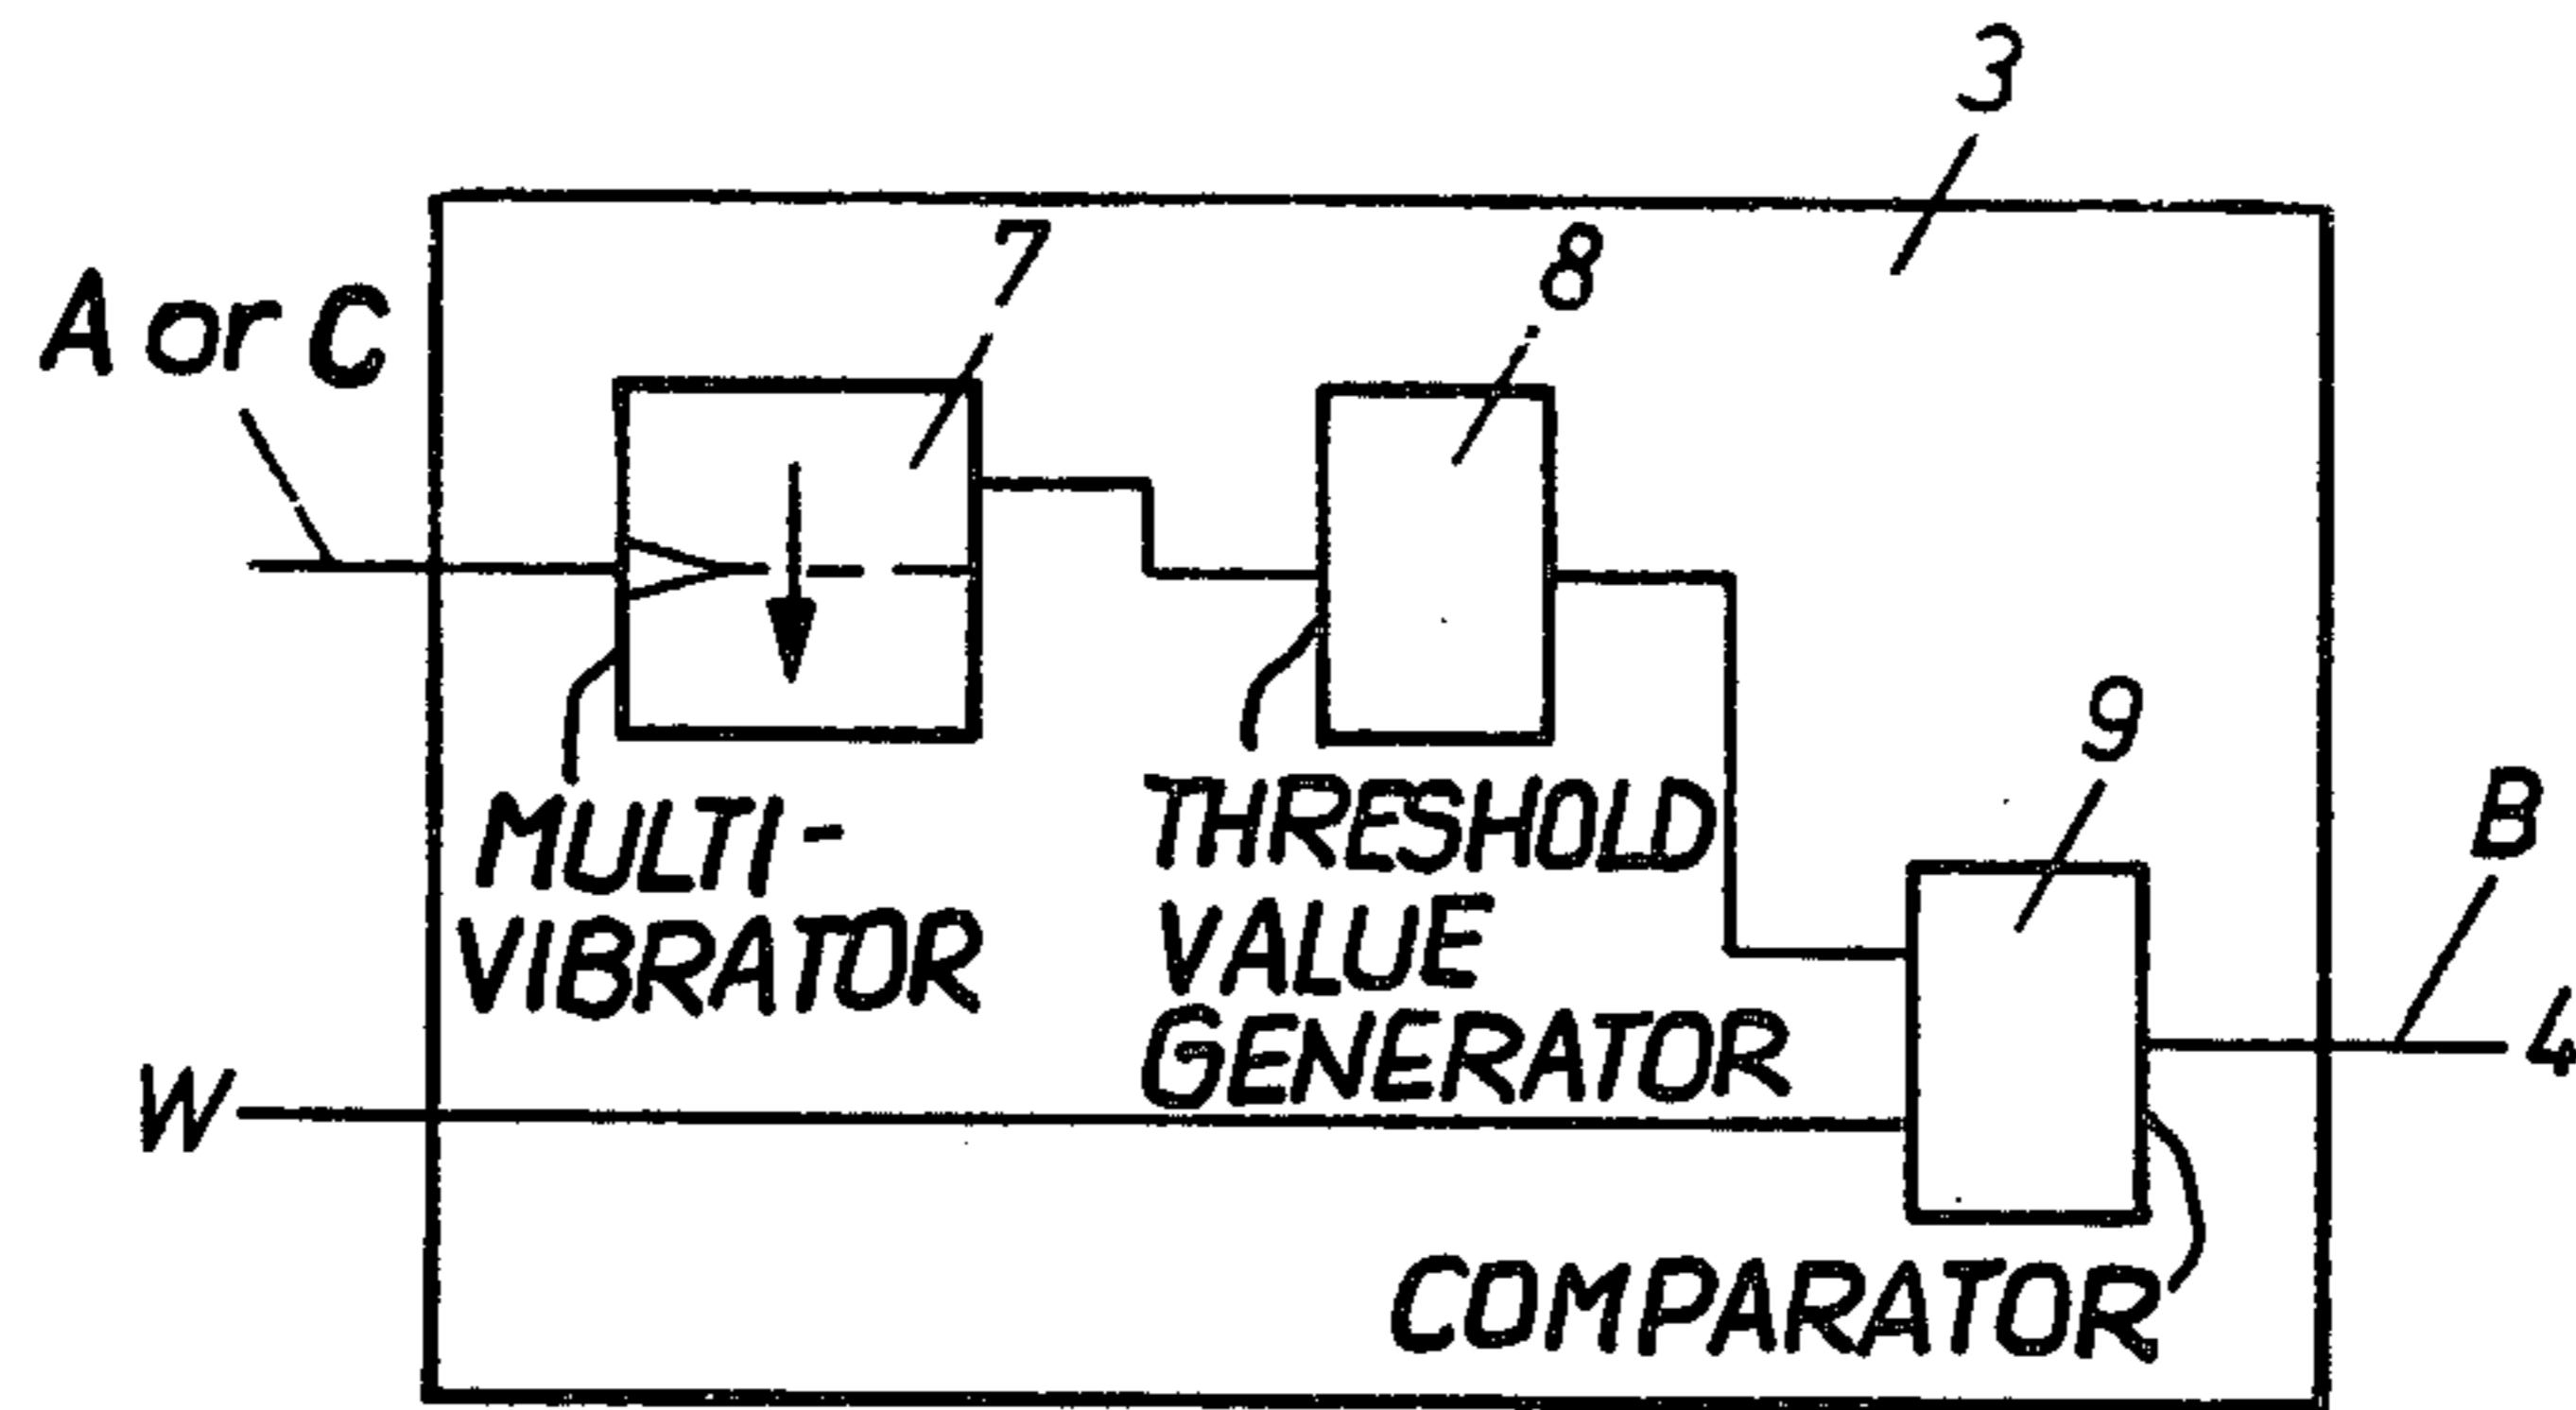 3
7
8
A or C
9
MULTI-
VIBRATOR
THRESHOLD
VALUE
GENERATOR
B
4
W
COMPARATOR